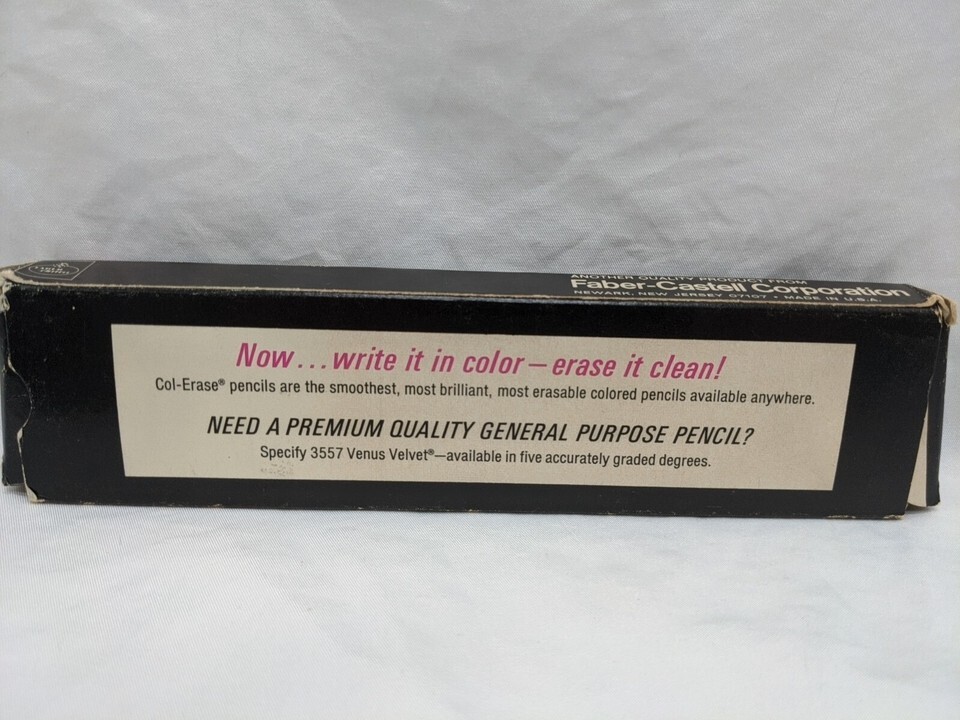 ANOTHER QUALITY PRODUCT FROM
Faber-Castell Corporation
NEWARK, NEW JERSEY 07107 • MADE IN U.S.A.
Now...write it in color—erase it clean!
Col-Erase® pencils are the smoothest, most brilliant, most erasable colored pencils available anywhere.
NEED A PREMIUM QUALITY GENERAL PURPOSE PENCIL?
Specify 3557 Venus Velvet®—available in five accurately graded degrees.